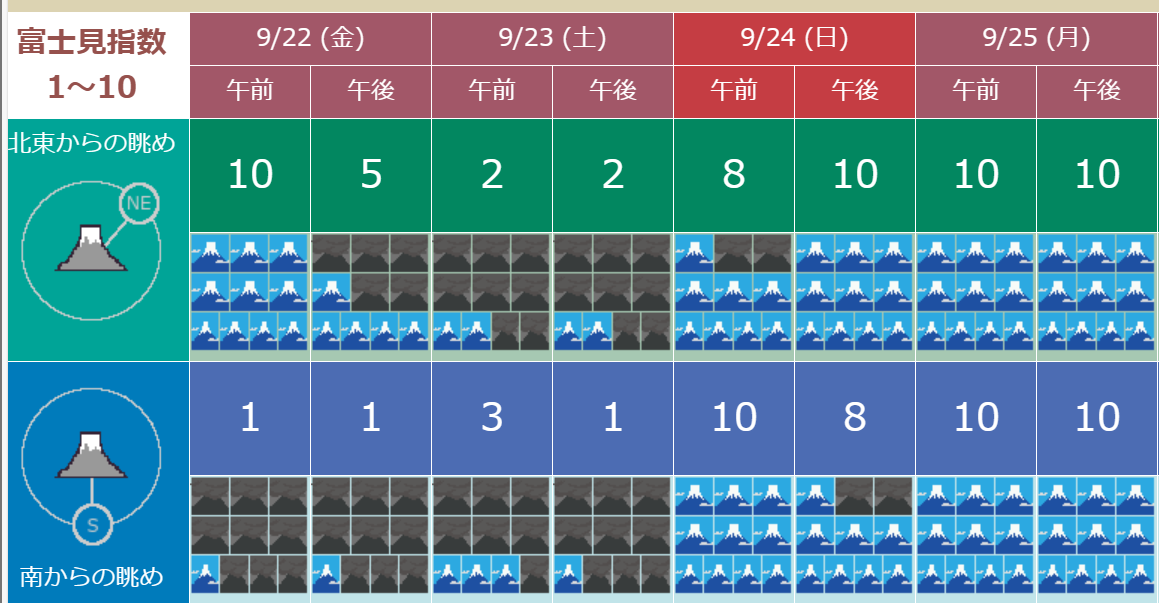 富士見指数
1～10
9/22 (金) 9/23 (土) 9/24 (日) 9/25 (月)
午前 午後 午前 午後 午前 午後 午前 午後
北東からの眺め
NE
10 5 2 2 8 10 10 10
1 1 3 1 10 8 10 10
S
南からの眺め